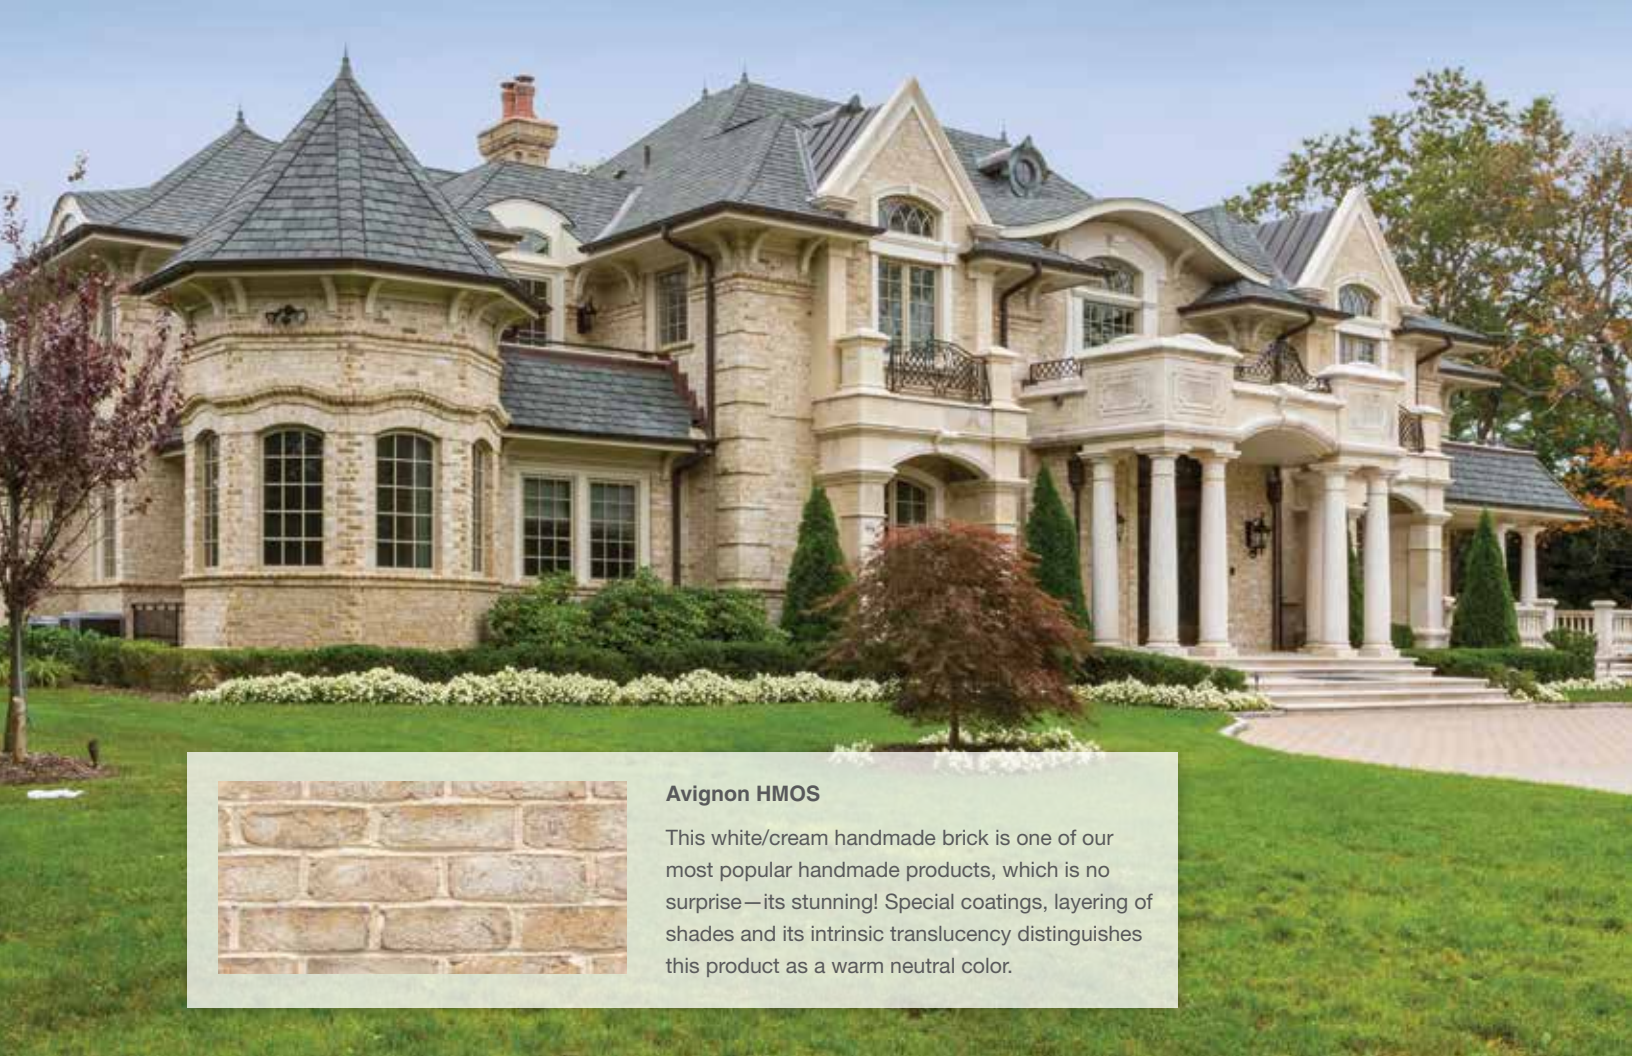 Avignon HMOS
This white/cream handmade brick is one of our
most popular handmade products, which is no
surprise—its stunning! Special coatings, layering of
shades and its intrinsic translucency distinguishes
this product as a warm neutral color.